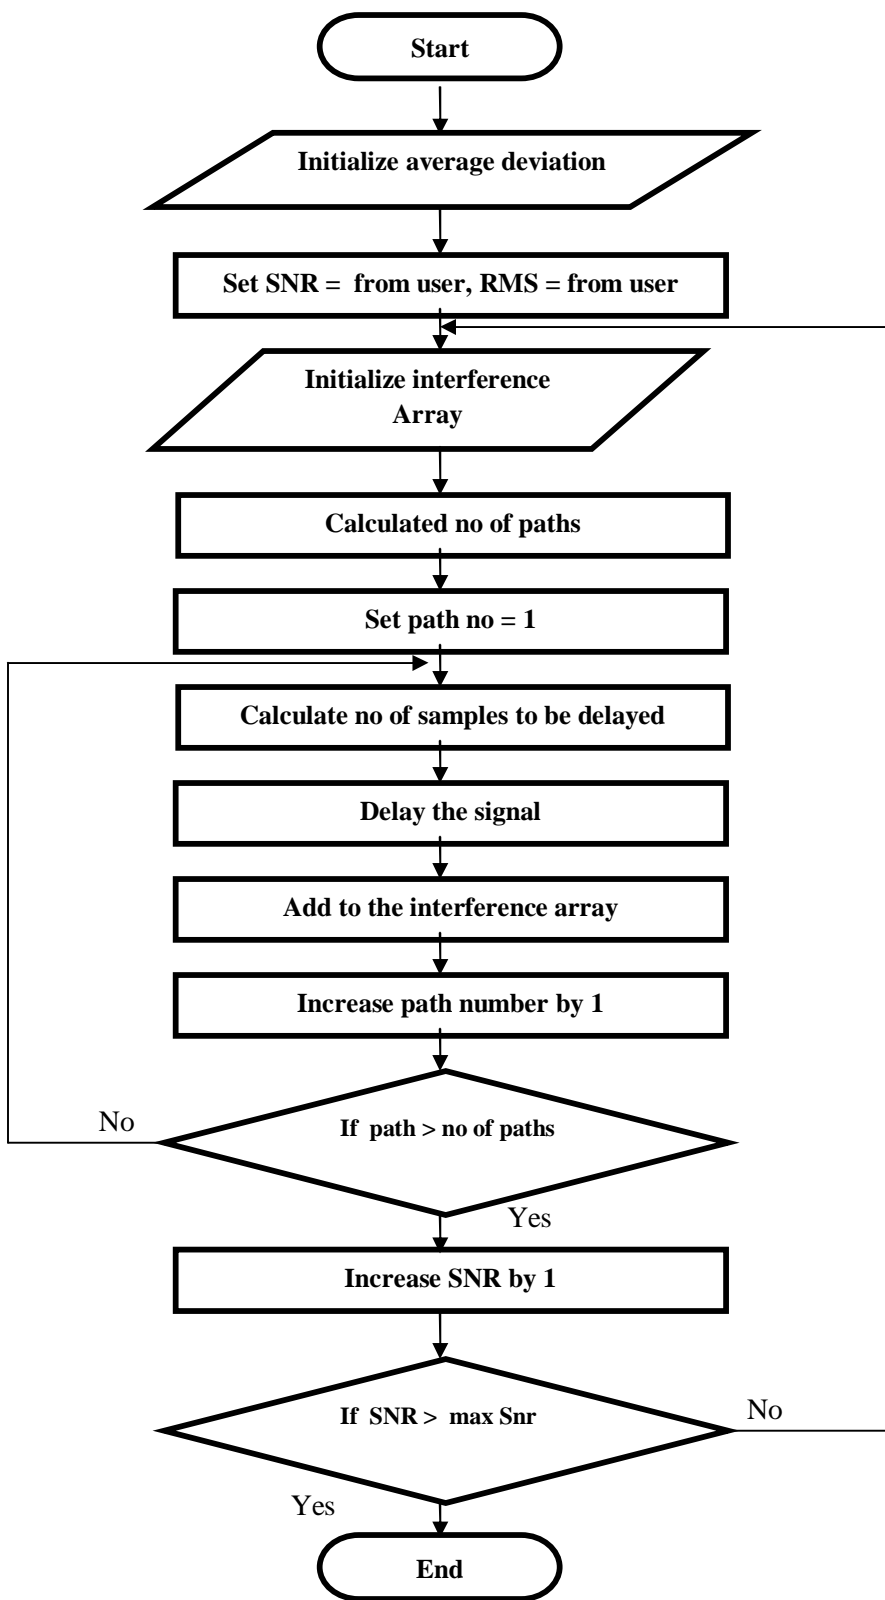 Start
Initialize average deviation
Set SNR =  from user, RMS = from user
Initialize interference
Array
Calculated no of paths
Set path no = 1
Calculate no of samples to be delayed
Delay the signal
Add to the interference array
Increase path number by 1
If  path > no of paths
No
Yes
Increase SNR by 1
If  SNR >  max Snr
No
Yes
End